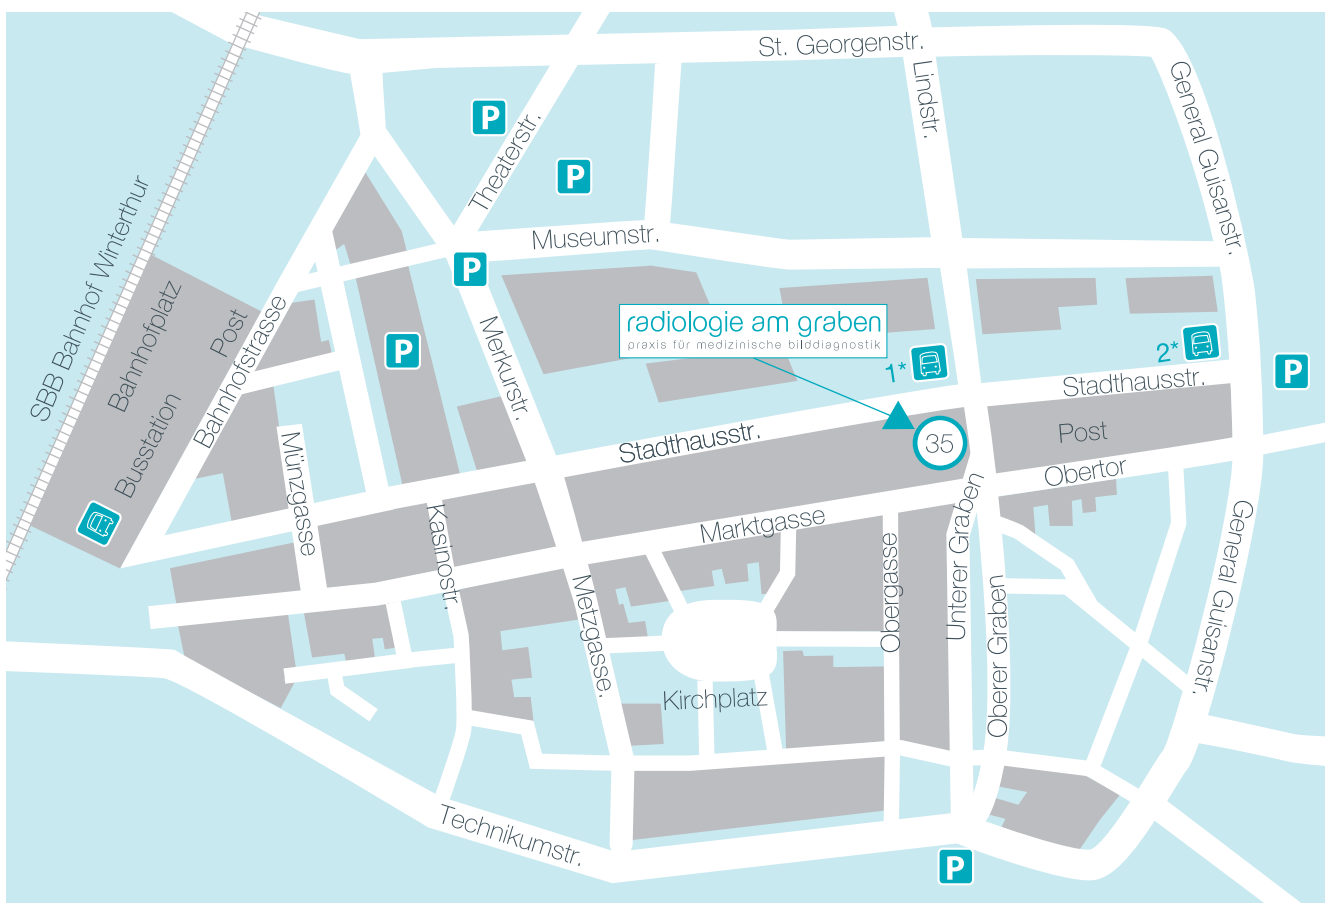 St. Georgenstr.
Lindstr.
General Guisanstr.
P
Theaterstr.
P
Museumstr.
P
SBB Bahnhof Winterthur
Bahnhofplatz
Post
Bahnhofstrasse
Busstation
P
Merkurstr.
radiologie am graben
praxis für medizinische bilddiagnostik
1*
2*
P
Stadthausstr.
Stadthausstr.
35
Post
Obertor
Münzgasse
Kasinostr.
Marktgasse
Metzgasse.
Obergasse
Unterer Graben
Oberer Graben
General Guisanstr.
Kirchplatz
Technikumstr.
P